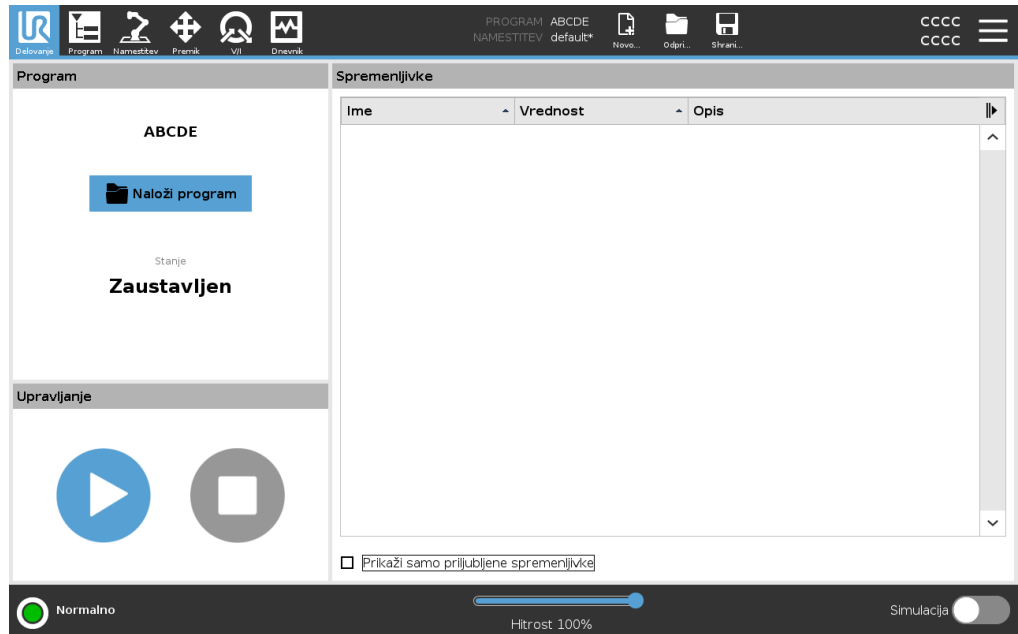 PROGRAM ABCDE
NAMESTITEV default*
CCCC
CCCC
Delovanje Program Namestitev Premik V/I Dnevnik Novo... Odpri... Shrani...
Program
Spremenljivke
Ime Vrednost Opis
ABCDE
Naloži program
Stanje
Zaustavljen
Upravljanje
Prikaži samo priljubljene spremenljivke
Normalno
Hitrost 100%
Simulacija